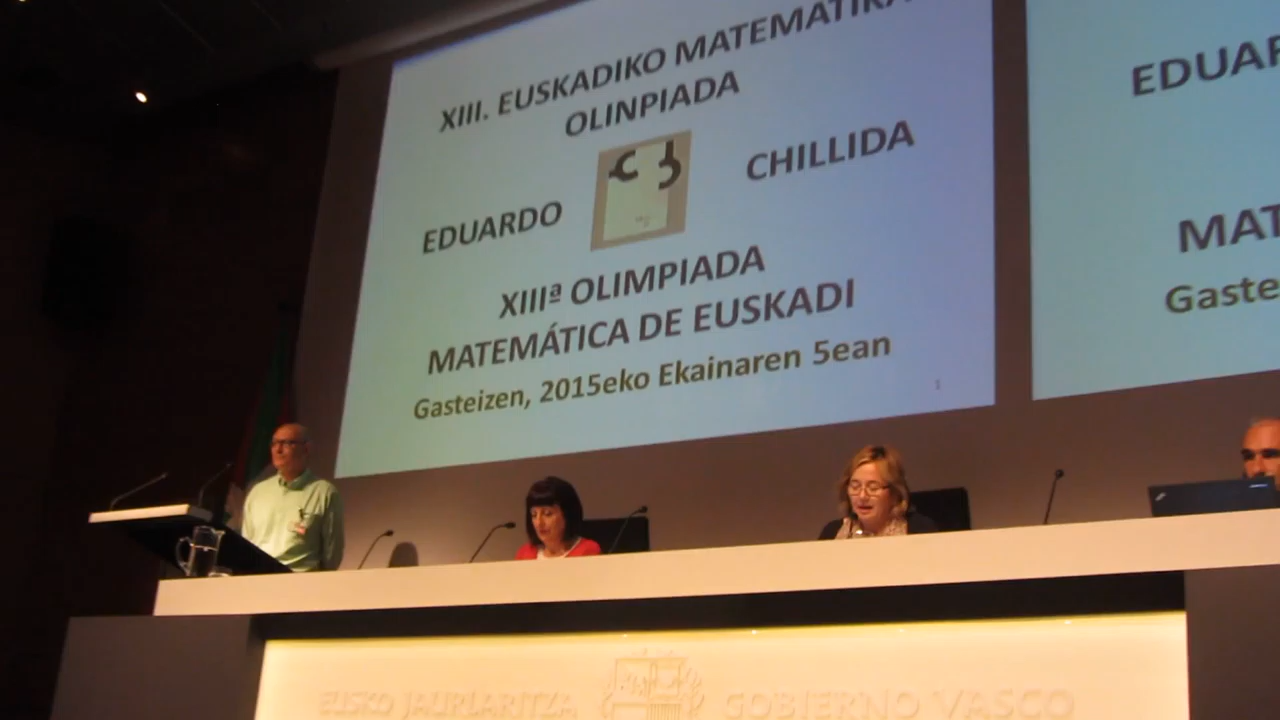 XIII. EUSKADIKO MATEMATIKA
OLINPIADA
EDUARDO
CHILLIDA
XIIIª OLIMPIADA
MATEMÁTICA DE EUSKADI
Gasteizen, 2015eko Ekainaren 5ean
1
EDUAR
MAT
Gaste
EUSKO JAURLARITZA
GOBIERNO VASCO